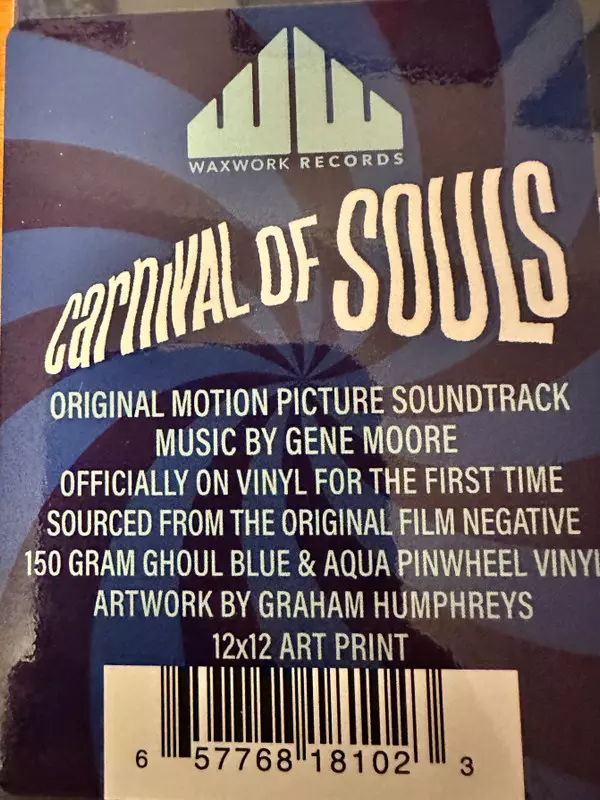 WAXWORK RECORDS
carnival of souls
ORIGINAL MOTION PICTURE SOUNDTRACK
MUSIC BY GENE MOORE
OFFICIALLY ON VINYL FOR THE FIRST TIME
SOURCED FROM THE ORIGINAL FILM NEGATIVE
150 GRAM GHOUL BLUE & AQUA PINWHEEL VINYL
ARTWORK BY GRAHAM HUMPHREYS
12x12 ART PRINT
6 57768 18102 3